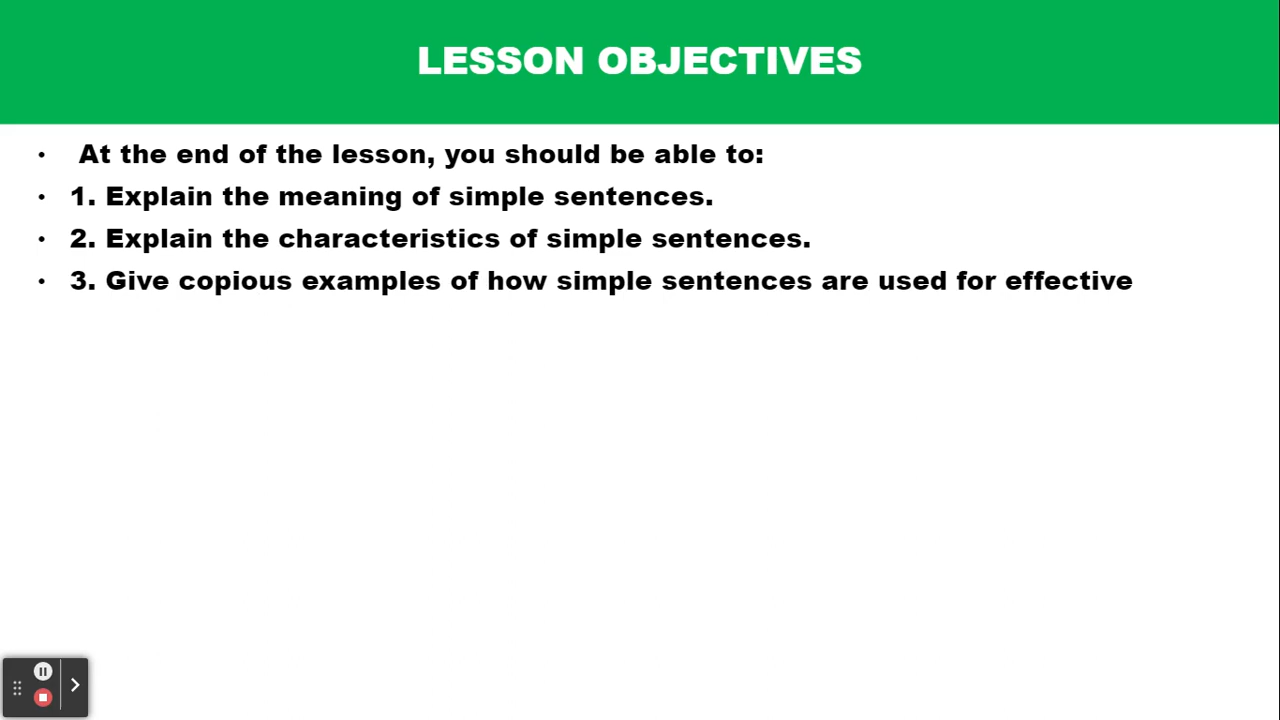 LESSON OBJECTIVES
• At the end of the lesson, you should be able to:
• 1. Explain the meaning of simple sentences.
• 2. Explain the characteristics of simple sentences.
• 3. Give copious examples of how simple sentences are used for effective